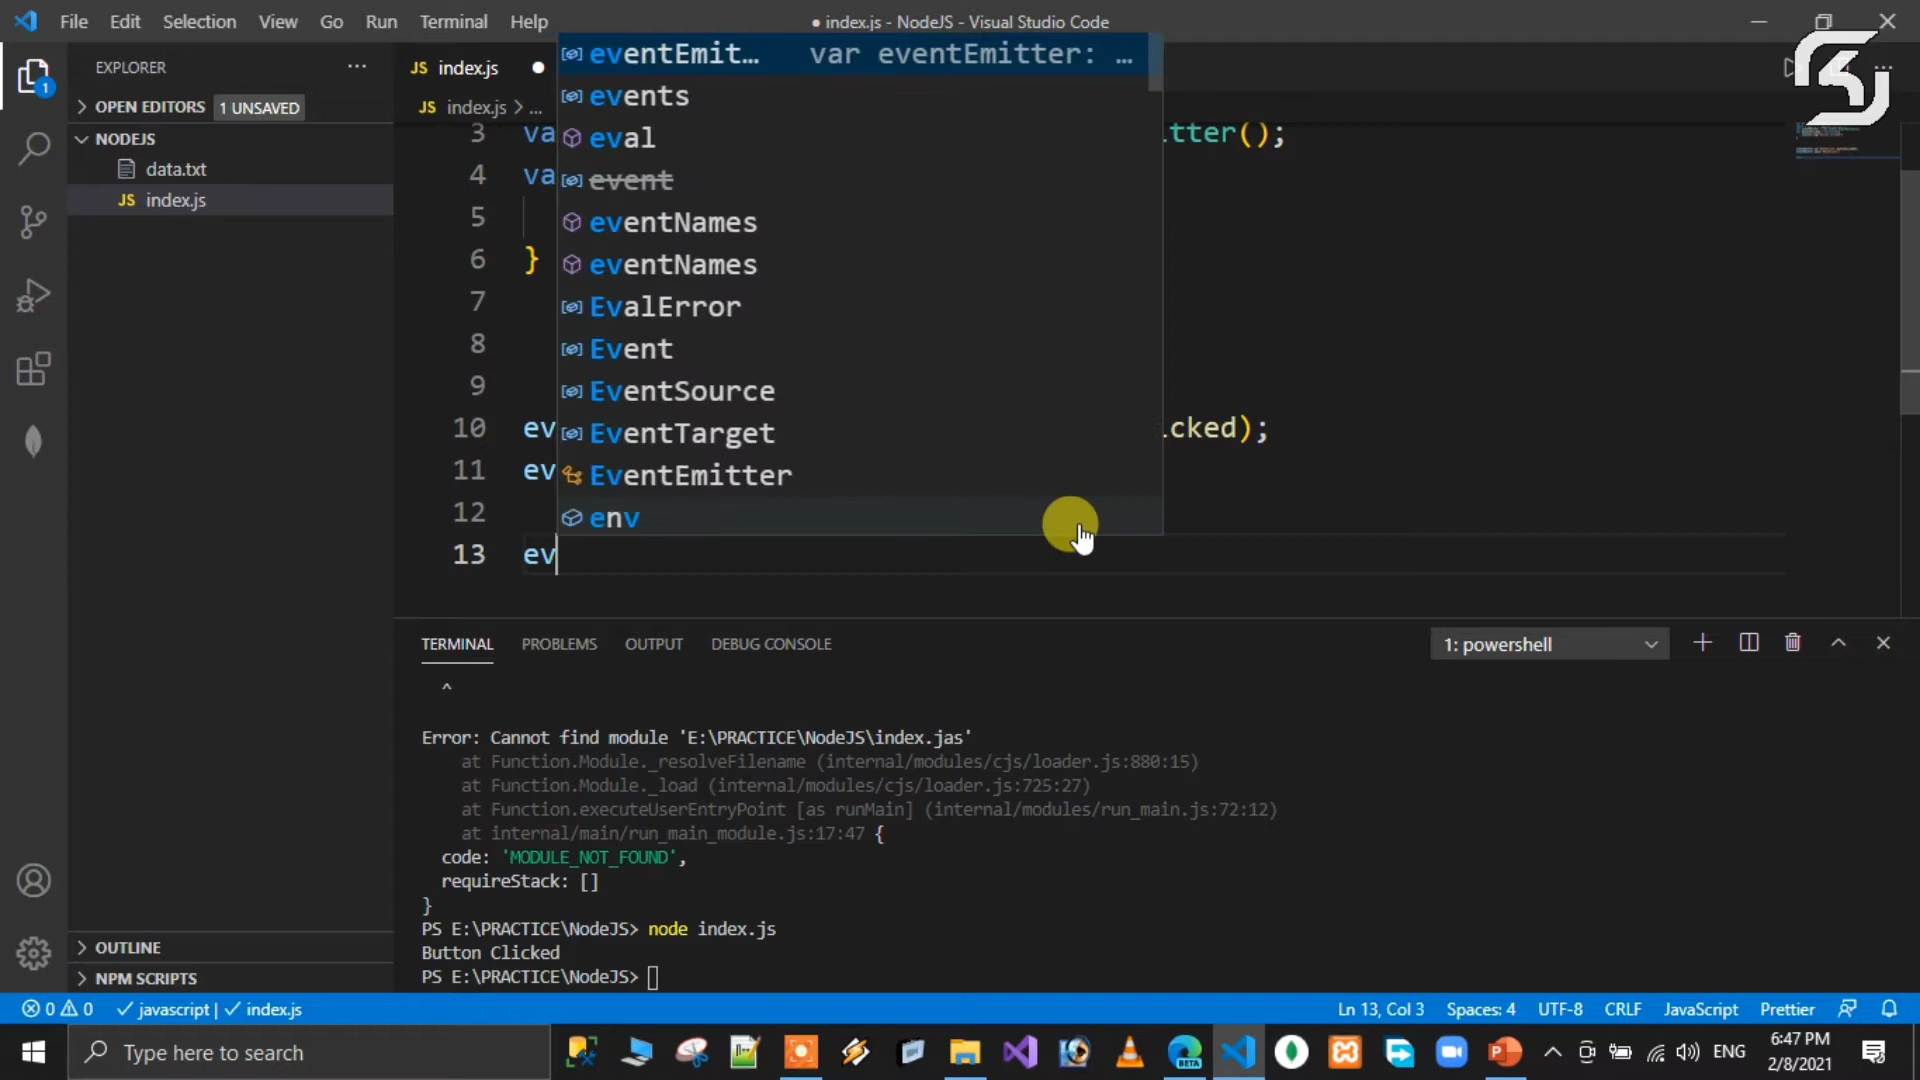 File Edit Selection View Go Run Terminal Help
● index.js - NodeJS - Visual Studio Code
EXPLORER
OPEN EDITORS 1 UNSAVED
NODEJS
data.txt
JS index.js
OUTLINE
NPM SCRIPTS
JS index.js
JS index.js > ...
3 va tter();
4 va
5
6 }
7
8
9
10 ev cked);
11 ev
12
13 ev
eventEmit… var eventEmitter: …
events
eval
event
eventNames
eventNames
EvalError
Event
EventSource
EventTarget
EventEmitter
env
TERMINAL PROBLEMS OUTPUT DEBUG CONSOLE 1: powershell
^
Error: Cannot find module 'E:\PRACTICE\NodeJS\index.jas'
at Function.Module._resolveFilename (internal/modules/cjs/loader.js:880:15)
at Function.Module._load (internal/modules/cjs/loader.js:725:27)
at Function.executeUserEntryPoint [as runMain] (internal/modules/run_main.js:72:12)
at internal/main/run_main_module.js:17:47 {
code: 'MODULE_NOT_FOUND',
requireStack: []
}
PS E:\PRACTICE\NodeJS> node index.js
Button Clicked
PS E:\PRACTICE\NodeJS>
0 0 javascript | index.js Ln 13, Col 3 Spaces: 4 UTF-8 CRLF JavaScript Prettier
Type here to search
BETA
ENG
6:47 PM
2/8/2021